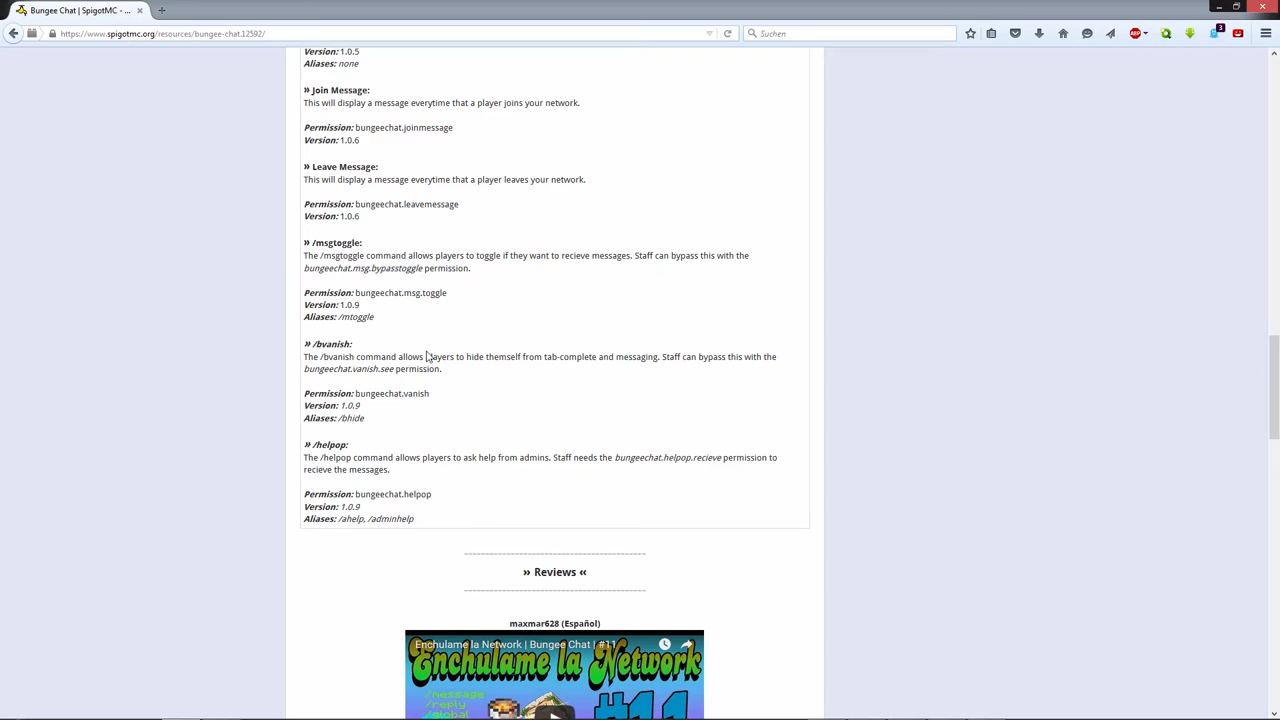 Bungee Chat | SpigotMC - ...
https://www.spigotmc.org/resources/bungee-chat.12592/
Suchen
ABP
3
Version: 1.0.5
Aliases: none
» Join Message:
This will display a message everytime that a player joins your network.
Permission: bungeechat.joinmessage
Version: 1.0.6
» Leave Message:
This will display a message everytime that a player leaves your network.
Permission: bungeechat.leavemessage
Version: 1.0.6
» /msgtoggle:
The /msgtoggle command allows players to toggle if they want to recieve messages. Staff can bypass this with the
bungeechat.msg.bypasstoggle permission.
Permission: bungeechat.msg.toggle
Version: 1.0.9
Aliases: /mtoggle
» /bvanish:
The /bvanish command allows players to hide themself from tab-complete and messaging. Staff can bypass this with the
bungeechat.vanish.see permission.
Permission: bungeechat.vanish
Version: 1.0.9
Aliases: /bhide
» /helpop:
The /helpop command allows players to ask help from admins. Staff needs the bungeechat.helpop.recieve permission to
recieve the messages.
Permission: bungeechat.helpop
Version: 1.0.9
Aliases: /ahelp, /adminhelp
» Reviews «
maxmar628 (Español)
Enchulame la Network | Bungee Chat | #11
Enchulame la Network
/message
/reply
/global
#11